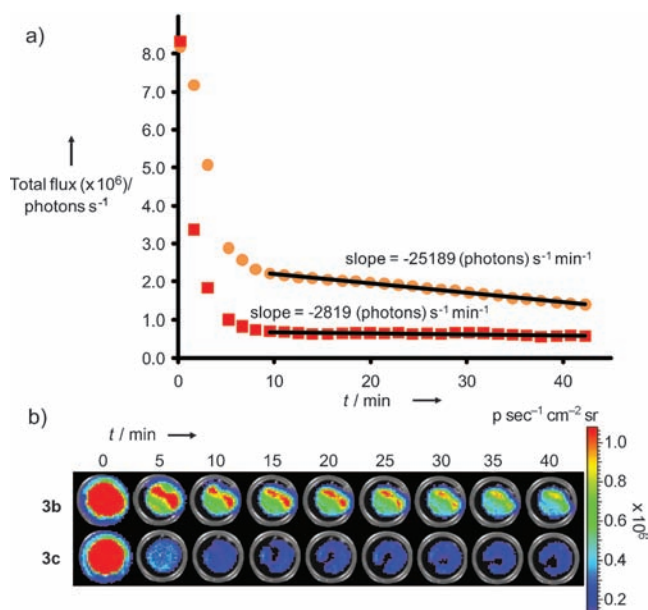 a)
8.0
7.0
6.0
5.0
4.0
3.0
2.0
1.0
0.0
Total flux (x 10⁶)/
photons s⁻¹
slope = -25189 (photons) s⁻¹ min⁻¹
slope = -2819 (photons) s⁻¹ min⁻¹
0 10 20 30 40
t / min
b)
t / min
p sec⁻¹ cm⁻² sr
0 5 10 15 20 25 30 35 40
3b
3c
1.0
0.8
0.6
0.4
0.2